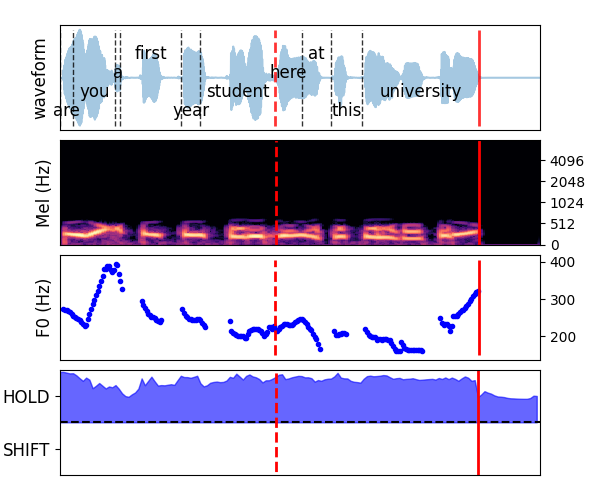 waveform
are you a first year student here at this university
Mel (Hz)
4096
2048
1024
512
0
F0 (Hz)
400
300
200
HOLD
SHIFT